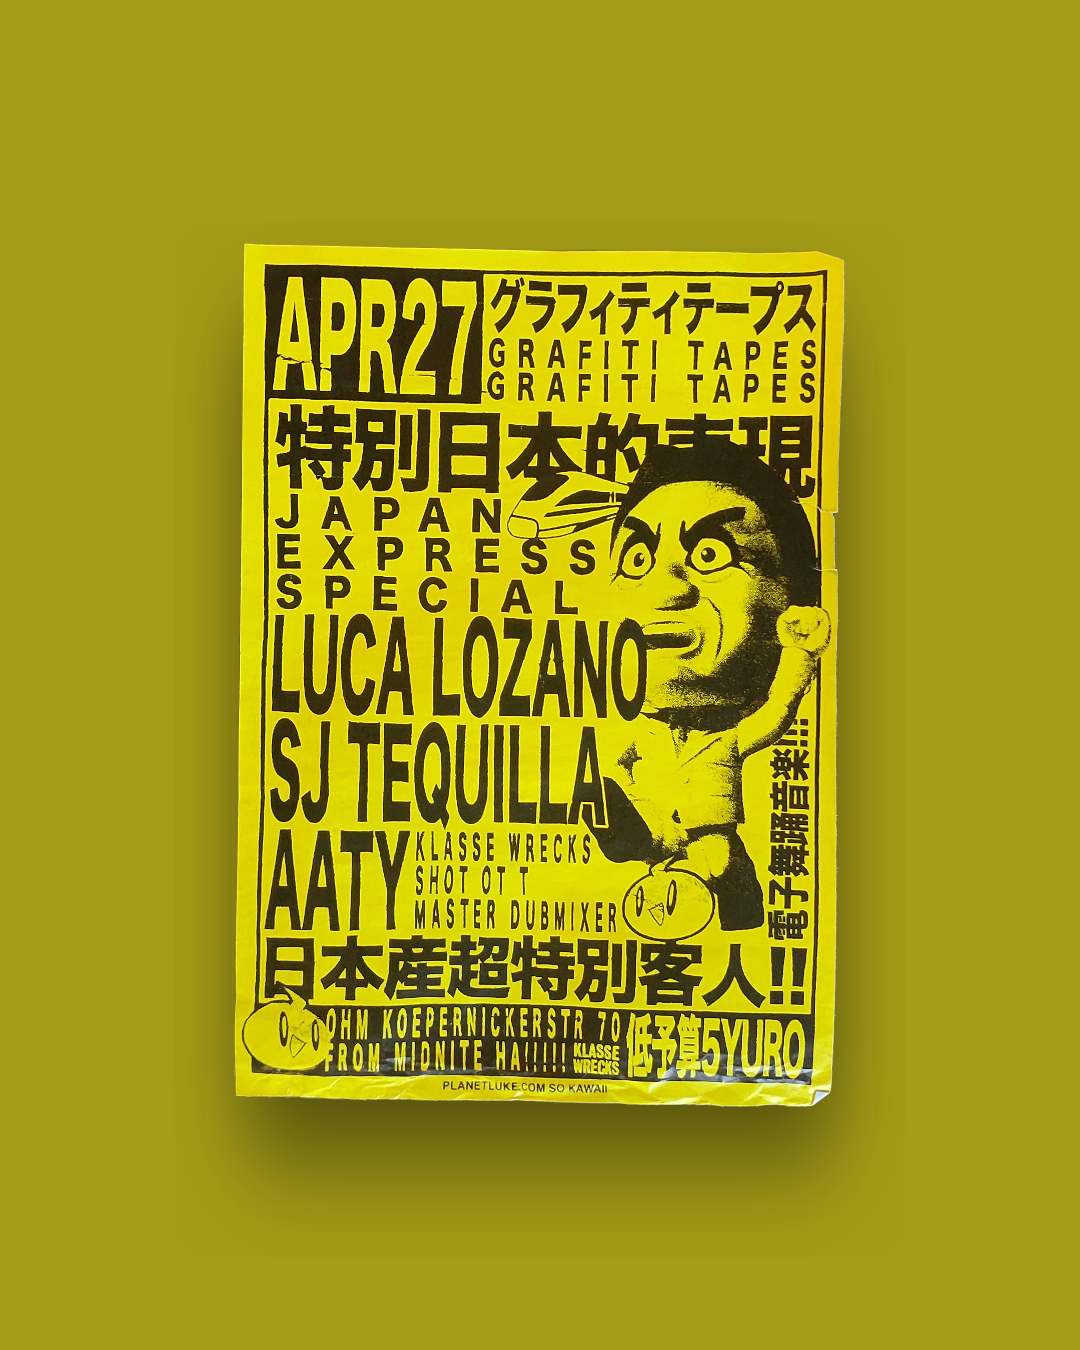 APR27
グラフィティテープス
GRAFITI TAPES
GRAFITI TAPES
特別日本的表現
JAPAN
EXPRESS
SPECIAL
LUCA LOZANO
SJ TEQUILLA
AATY
KLASSE WRECKS
SHOT OT T
MASTER DUBMIXER
電子舞踊音楽!!!
日本産超特別客人!!
OHM KOEPERNICKERSTR 70
FROM MIDNITE HA!!!!!
KLASSE
WRECKS
低予算5YURO
PLANETLUKE.COM SO KAWAII